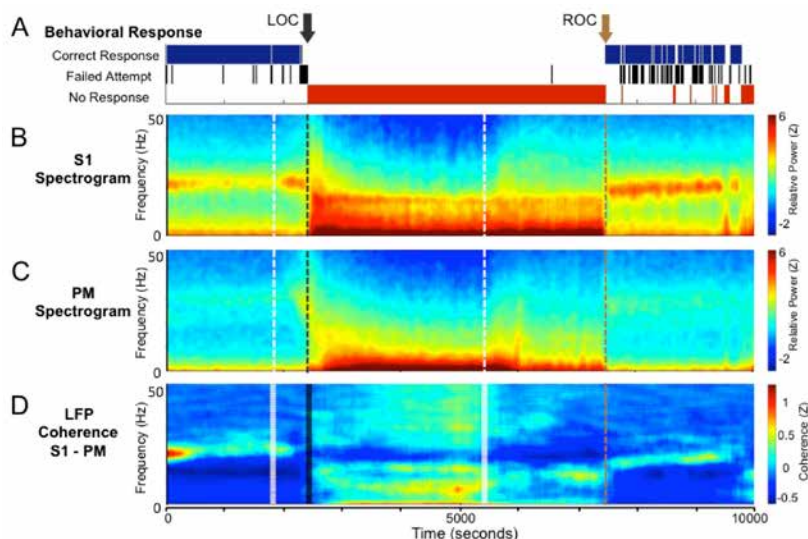 A
Behavioral Response
LOC
ROC
Correct Response
Failed Attempt
No Response
B
S1
Spectrogram
Frequency (Hz)
50
0
6
-2
Relative Power (Z)
C
PM
Spectrogram
Frequency (Hz)
50
0
6
-2
Relative Power (Z)
D
LFP
Coherence
S1 - PM
Frequency (Hz)
50
0
1
0.5
0
-0.5
Coherence (Z)
0
5000
10000
Time (seconds)